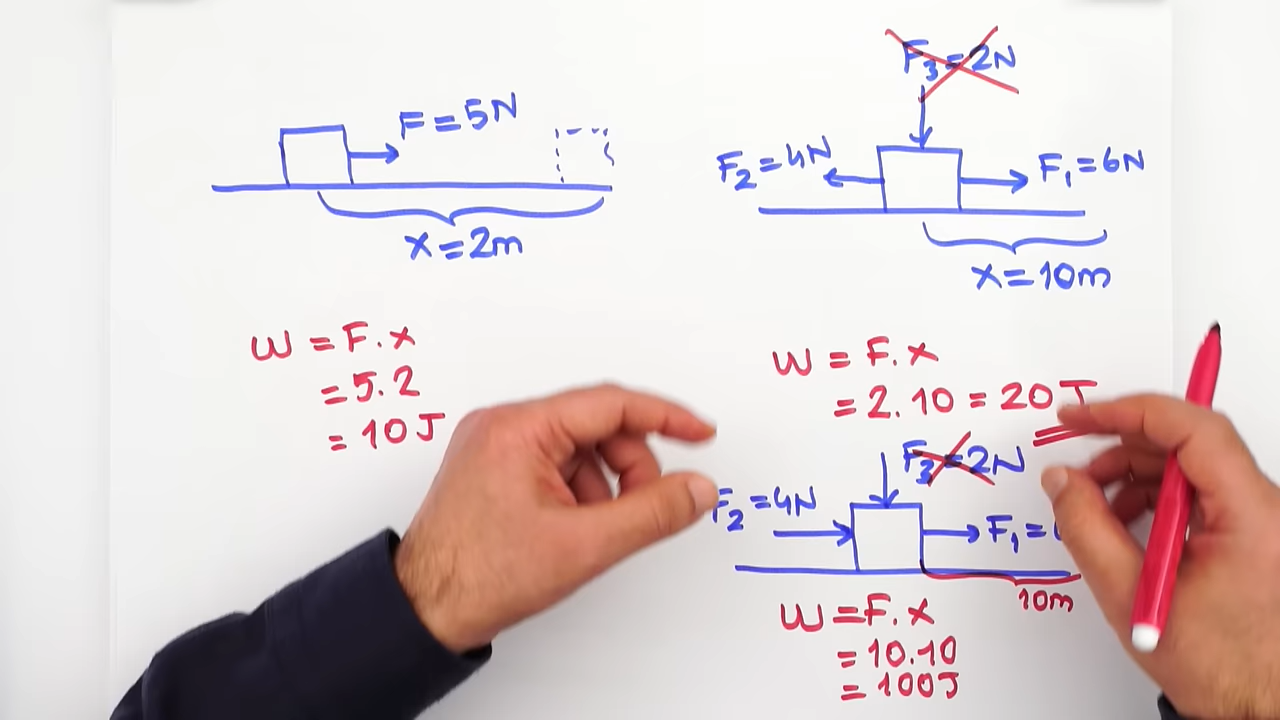 F = 5N
x = 2m
W = F.x
= 5.2
= 10J
F₃ = 2N
F₂ = 4N
F₁ = 6N
x = 10m
W = F.x
= 2.10 = 20J
F₃ = 2N
F₂ = 4N
F₁ =
10m
W = F.x
= 10.10
= 100J